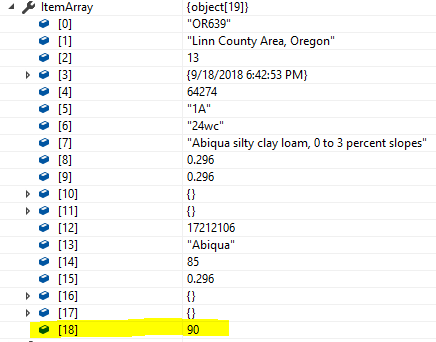 ItemArray {object[19]}
[0] "OR639"
[1] "Linn County Area, Oregon"
[2] 13
[3] {9/18/2018 6:42:53 PM}
[4] 64274
[5] "1A"
[6] "24wc"
[7] "Abiqua silty clay loam, 0 to 3 percent slopes"
[8] 0.296
[9] 0.296
[10] {}
[11] {}
[12] 17212106
[13] "Abiqua"
[14] 85
[15] 0.296
[16] {}
[17] {}
[18] 90